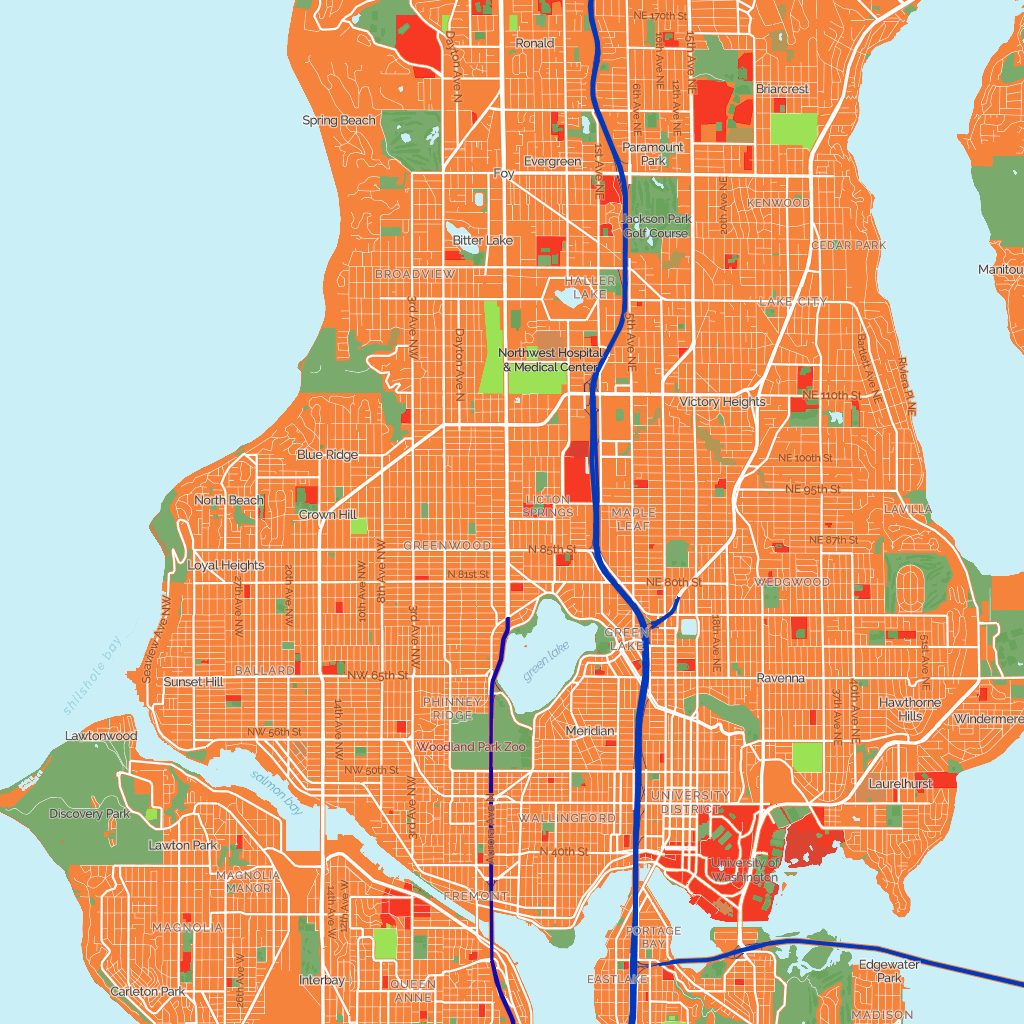 NE 170th St
Ronald
Dayton Ave N
10th Ave NE
15th Ave NE
12th Ave NE
9th Ave NE
Briarcrest
Spring Beach
Paramount
Park
Evergreen
1st Ave NE
Foy
20th Ave NE
KENWOOD
Jackson Park
Golf Course
Bitter Lake
CEDAR PARK
BROADVIEW
HALLER
LAKE
Manitou
LAKE CITY
3rd Ave NW
Dayton Ave N
5th Ave NE
Northwest Hospital
& Medical Center
Bartlett Ave NE
Riviera Pl NE
Victory Heights
NE 110th St
Blue Ridge
NE 100th St
North Beach
NE 95th St
LICTON
SPRINGS
Crown Hill
MAPLE
LEAF
LAVILLA
GREENWOOD
N 85th St
NE 87th St
Loyal Heights
N 81st St
NE 80th St
WEDGWOOD
27th Ave NW
20th Ave NW
10th Ave NW
8th Ave NW
3rd Ave NW
18th Ave NE
Seaview Ave NW
GREEN
LAKE
green lake
51st Ave NE
shilshole bay
BALLARD
NW 65th St
Sunset Hill
Ravenna
PHINNEY
RIDGE
14th Ave NW
37th Ave NE
40th Ave NE
Hawthorne
Hills
Windermere
Lawtonwood
NW 56th St
Meridian
Woodland Park Zoo
NW 50th St
salmon bay
Laurelhurst
UNIVERSITY
DISTRICT
3rd Ave NW
Discovery Park
WALLINGFORD
Lawton Park
N 40th St
University of
Washington
MAGNOLIA
MANOR
14th Ave W
12th Ave W
FREMONT
MAGNOLIA
PORTAGE
BAY
Interbay
26th Ave W
EASTLAKE
Edgewater
Park
Carleton Park
QUEEN
ANNE
MADISON